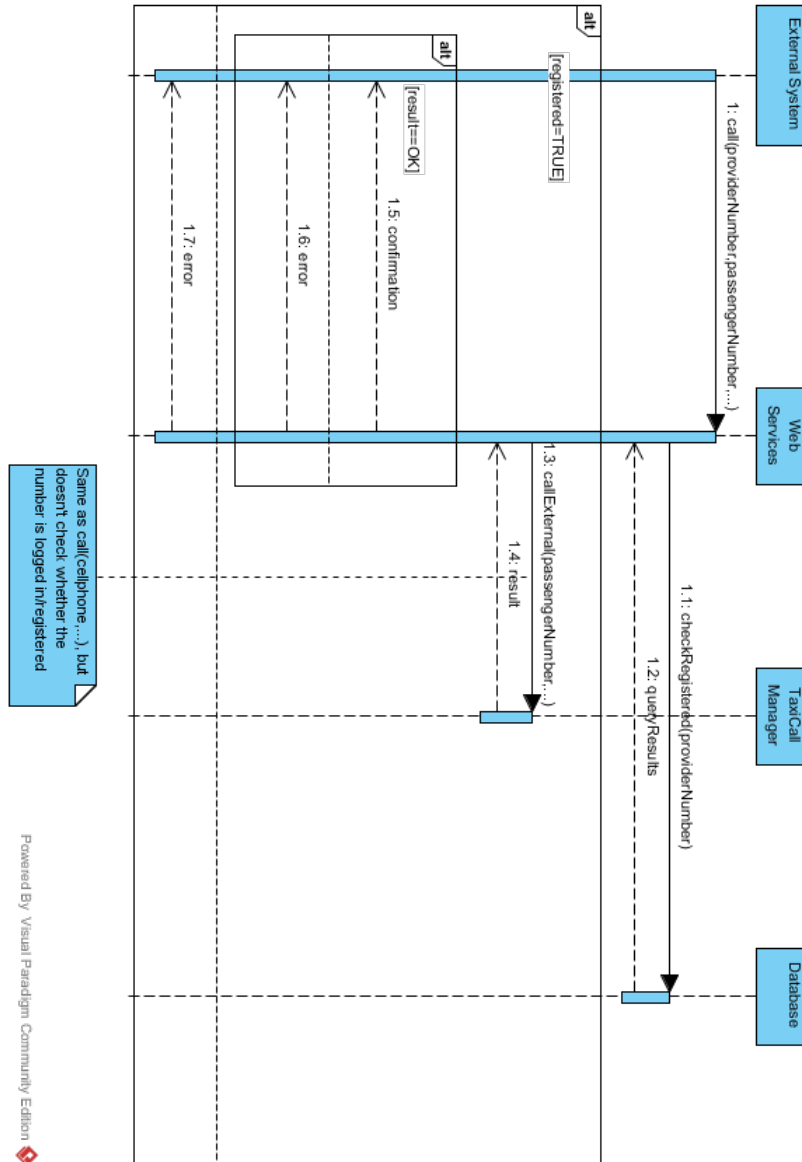 External System
Web
Services
TaxiCall
Manager
Database
1: call(providerNumber,passengerNumber,...)
1.1: checkRegistered(providerNumber)
1.2: queryResults
alt
[registered=TRUE]
1.3: callExternal(passengerNumber,...)
1.4: result
alt
[result==OK]
1.5: confirmation
1.6: error
1.7: error
Same as call(cellphone,...), but
doesn't check whether the
number is logged in/registered
Powered By Visual Paradigm Community Edition